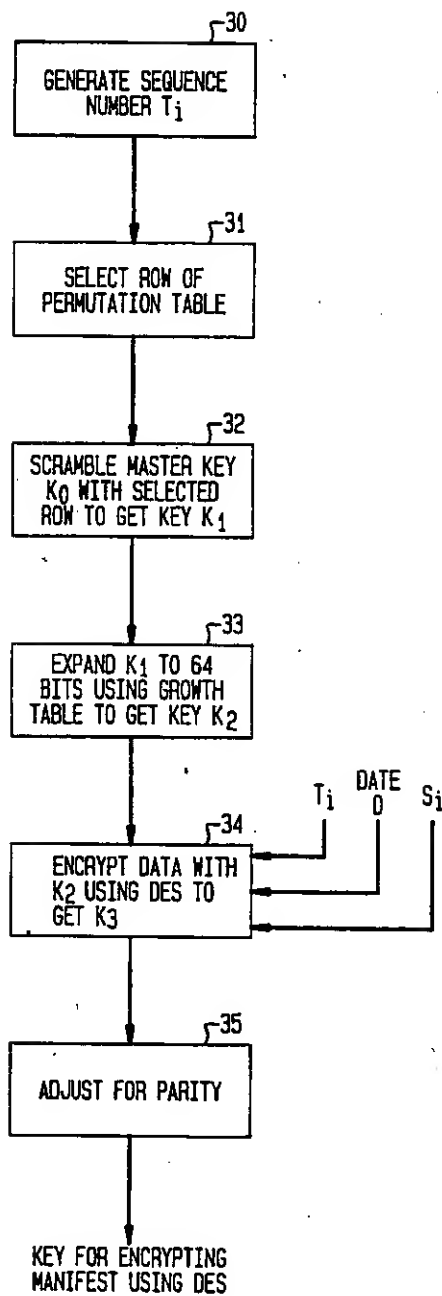 30
GENERATE SEQUENCE
NUMBER Ti
31
SELECT ROW OF
PERMUTATION TABLE
32
SCRAMBLE MASTER KEY
K0 WITH SELECTED
ROW TO GET KEY K1
33
EXPAND K1 TO 64
BITS USING GROWTH
TABLE TO GET KEY K2
Ti
DATE
D
Si
34
ENCRYPT DATA WITH
K2 USING DES TO
GET K3
35
ADJUST FOR PARITY
KEY FOR ENCRYPTING
MANIFEST USING DES